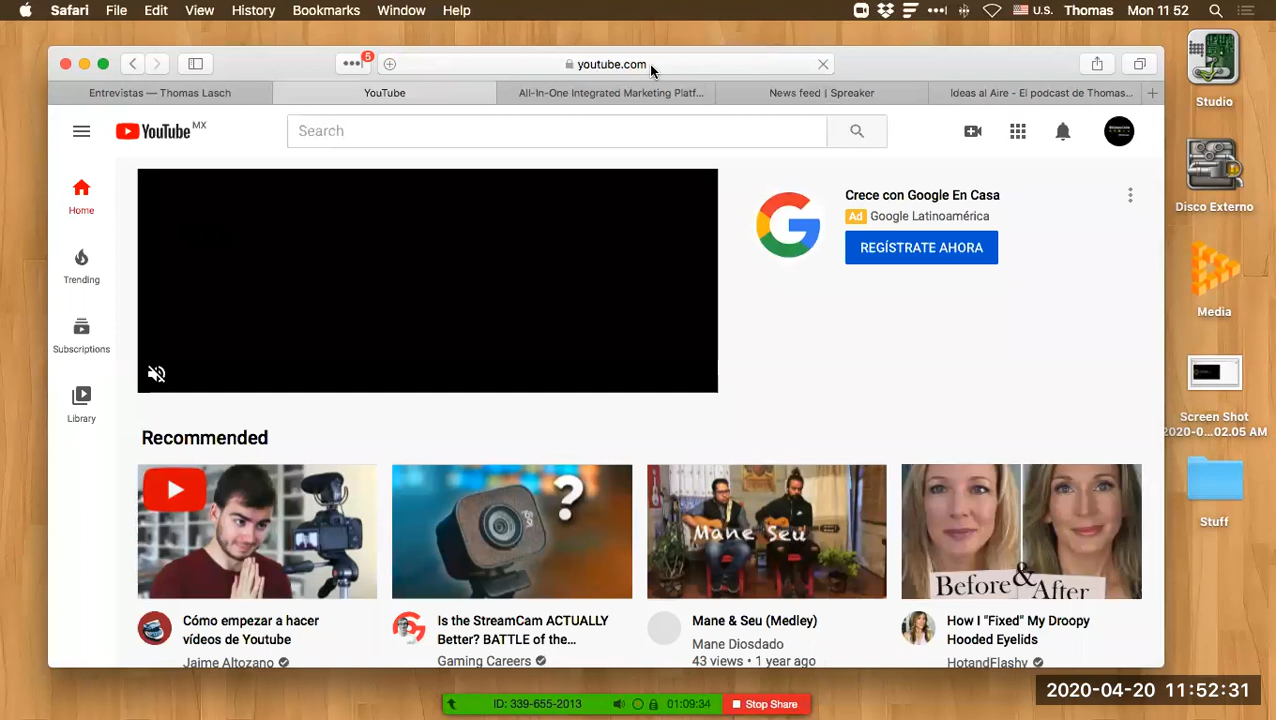 Safari File Edit View History Bookmarks Window Help
U.S. Thomas Mon 11 52
5
youtube.com
Entrevistas — Thomas Lasch
YouTube
All-In-One Integrated Marketing Platf...
News feed | Spreaker
Ideas al Aire - El podcast de Thomas...
YouTube MX
Search
Home
Trending
Subscriptions
Library
Crece con Google En Casa
Ad Google Latinoamérica
REGÍSTRATE AHORA
Recommended
?
Mane Seu
Before & After
Cómo empezar a hacer
vídeos de Youtube
Jaime Altozano
Is the StreamCam ACTUALLY
Better? BATTLE of the...
Gaming Careers
Mane & Seu (Medley)
Mane Diosdado
43 views • 1 year ago
How I "Fixed" My Droopy
Hooded Eyelids
HotandFlashy
Studio
Disco Externo
Media
Screen Shot
2020-0...02.05 AM
Stuff
ID: 339-655-2013
01:09:34
Stop Share
2020-04-20 11:52:31